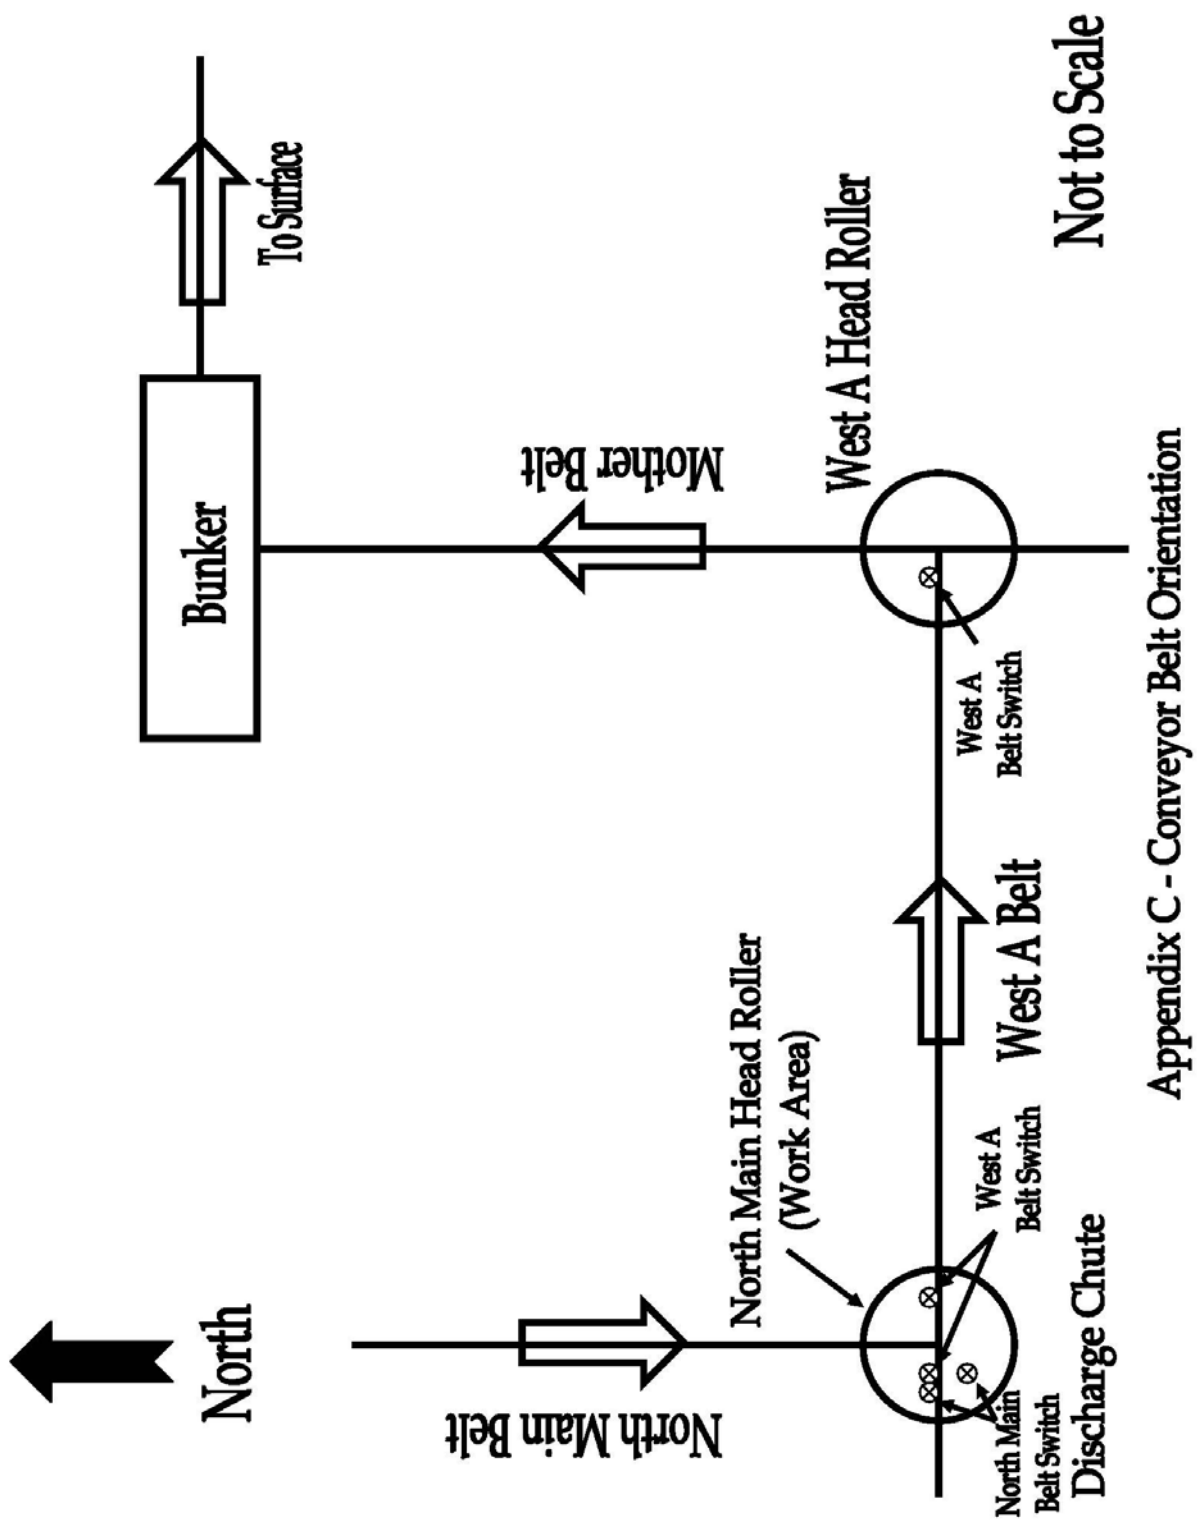 North
North Main Belt
North Main Head Roller
(Work Area)
North Main
Belt Switch
Discharge Chute
West A
Belt Switch
West A Belt
Bunker
To Surface
Mother Belt
West A Head Roller
West A
Belt Switch
Not to Scale
Appendix C - Conveyor Belt Orientation